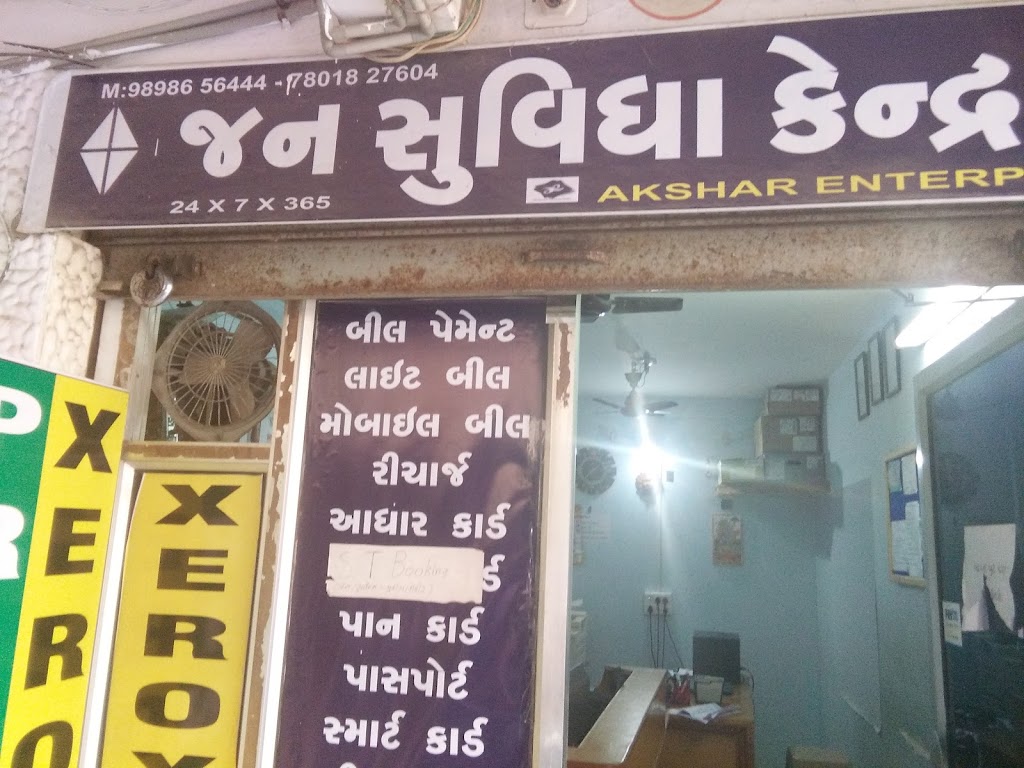 M:98986 56444 - 78018 27604
જન સુવિધા કેન્દ્ર
24 X 7 X 365
AKSHAR ENTERP
બીલ પેમેન્ટ
લાઇટ બીલ
મોબાઇલ બીલ
રીચાર્જ
આધાર કાર્ડ
S T Booking
ર્ડ
પાન કાર્ડ
પાસપોર્ટ
સ્માર્ટ કાર્ડ
P
R
XERO
XEROX